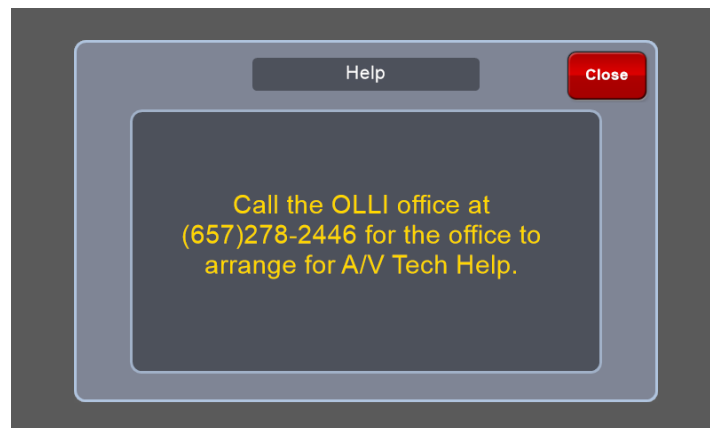 Help
Close
Call the OLLI office at
(657)278-2446 for the office to
arrange for A/V Tech Help.